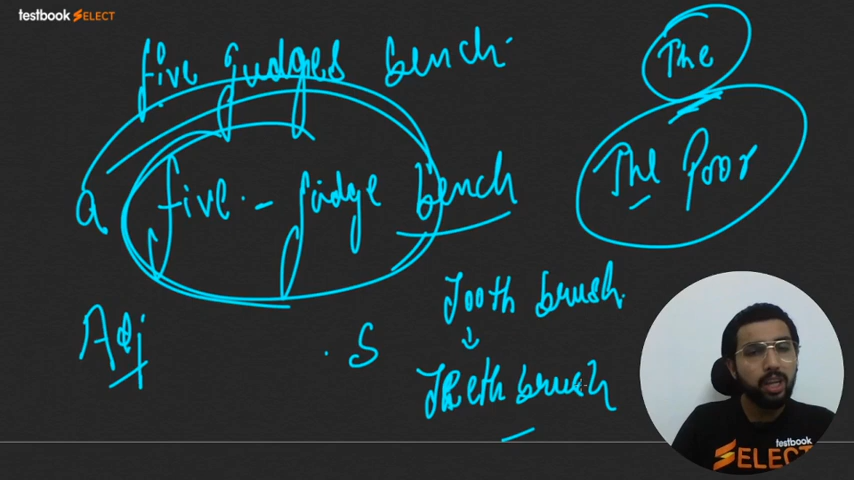 testbook SELECT
five judges bench.
The
The Poor
a five - judge bench
Tooth brush.
Adj
. S
Teeth brush
testbook
SELECT